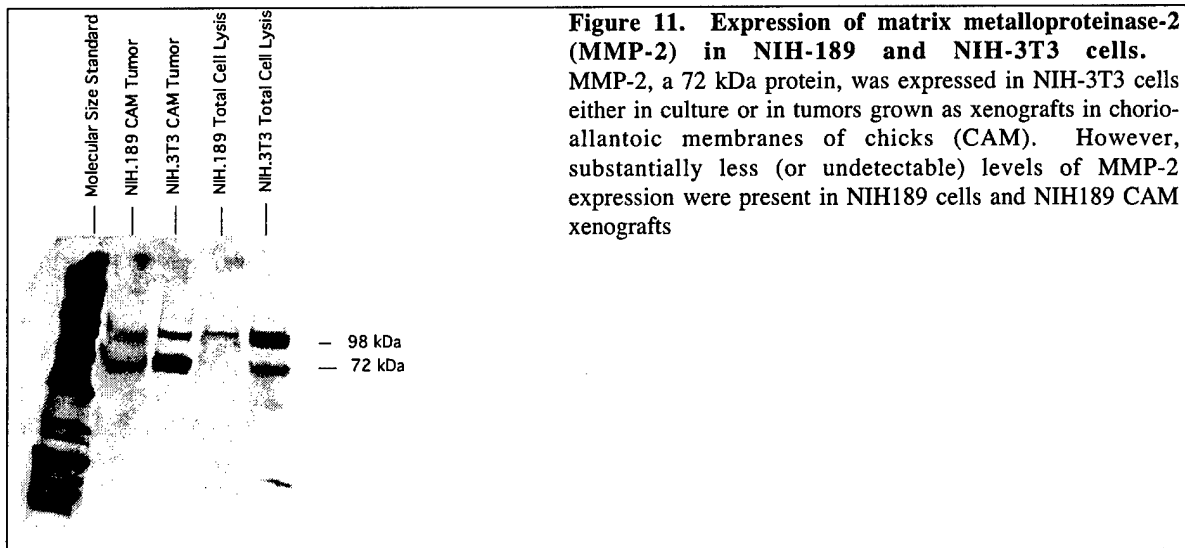 Molecular Size Standard
NIH.189 CAM Tumor
NIH.3T3 CAM Tumor
NIH.189 Total Cell Lysis
NIH.3T3 Total Cell Lysis
98 kDa
72 kDa
Figure 11. Expression of matrix metalloproteinase-2
(MMP-2) in NIH-189 and NIH-3T3 cells.
MMP-2, a 72 kDa protein, was expressed in NIH-3T3 cells
either in culture or in tumors grown as xenografts in chorio-
allantoic membranes of chicks (CAM). However,
substantially less (or undetectable) levels of MMP-2
expression were present in NIH189 cells and NIH189 CAM
xenografts